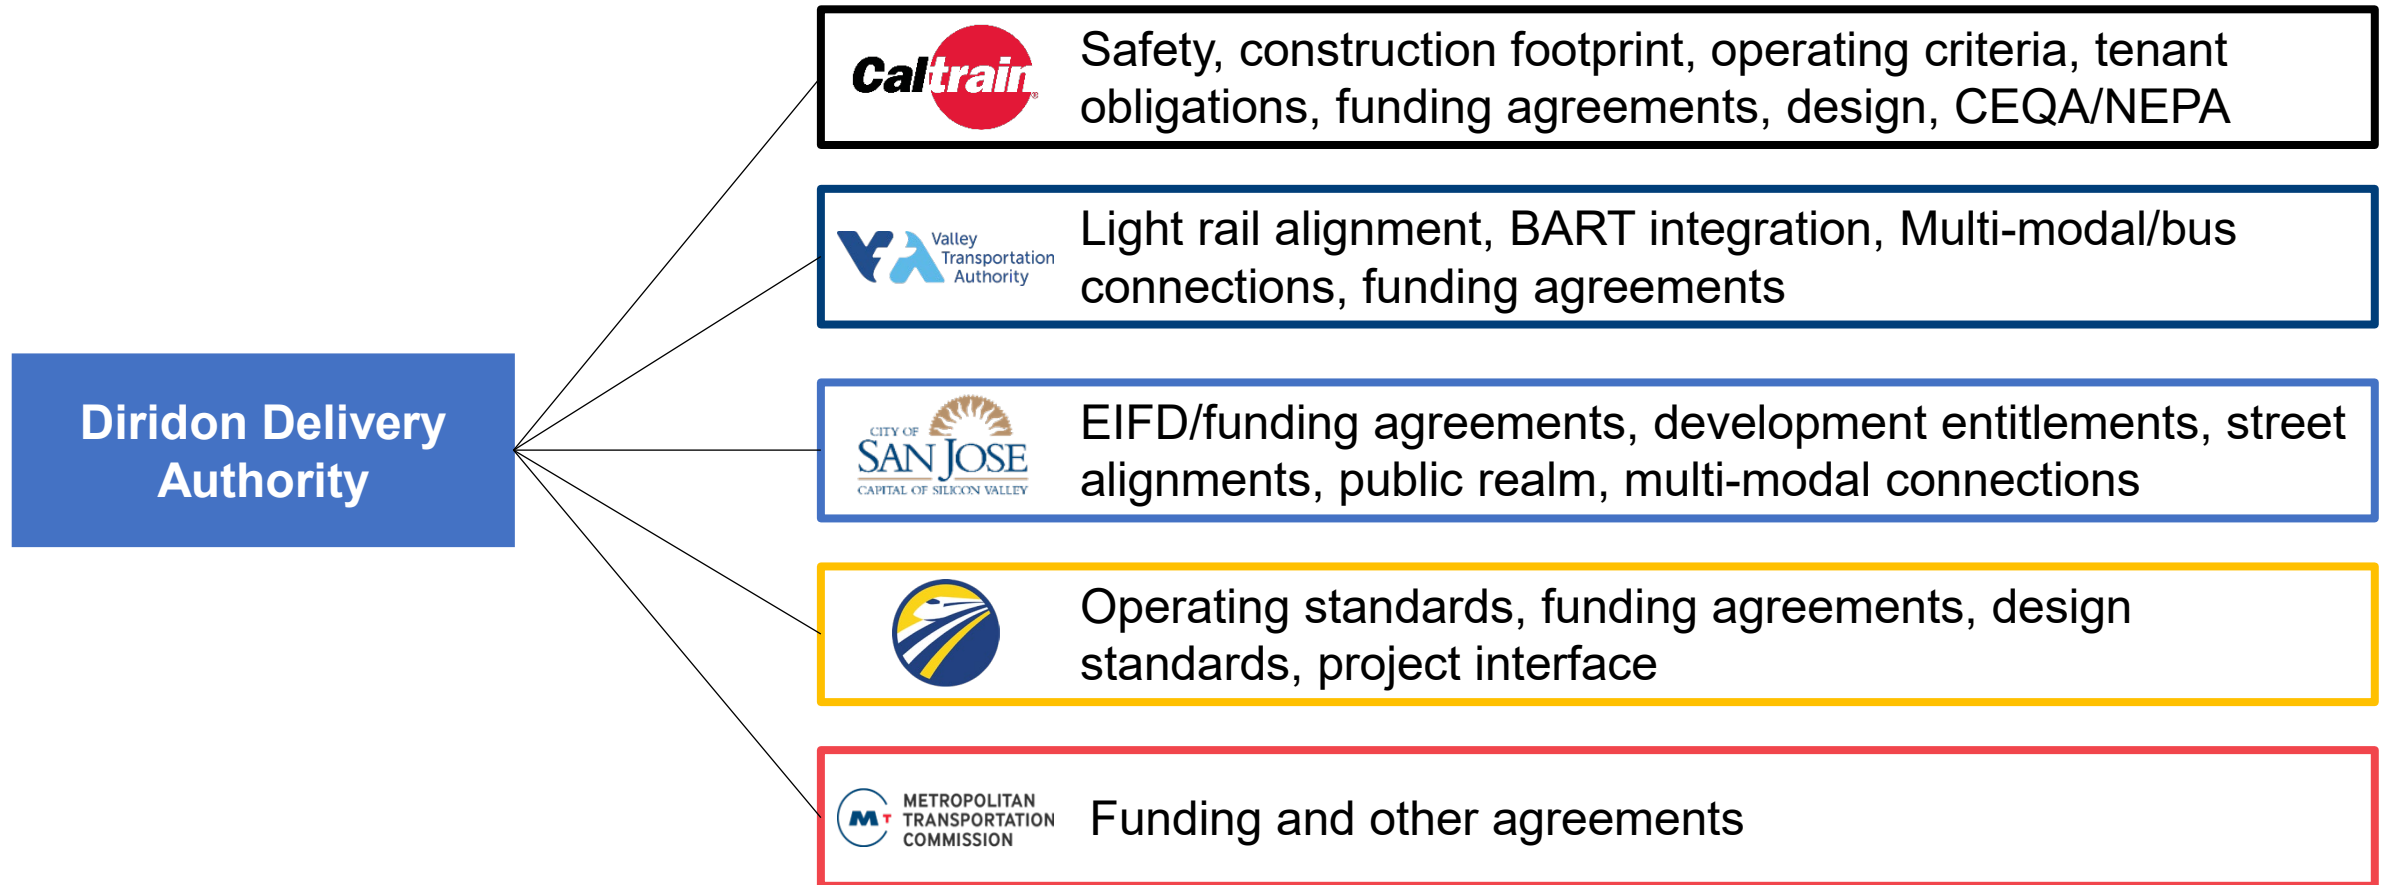 Diridon Delivery
Authority
Caltrain®
Safety, construction footprint, operating criteria, tenant
obligations, funding agreements, design, CEQA/NEPA
VTA
Valley
Transportation
Authority
Light rail alignment, BART integration, Multi-modal/bus
connections, funding agreements
CITY OF
SAN JOSE
CAPITAL OF SILICON VALLEY
EIFD/funding agreements, development entitlements, street
alignments, public realm, multi-modal connections
Operating standards, funding agreements, design
standards, project interface
MT
METROPOLITAN
TRANSPORTATION
COMMISSION
Funding and other agreements